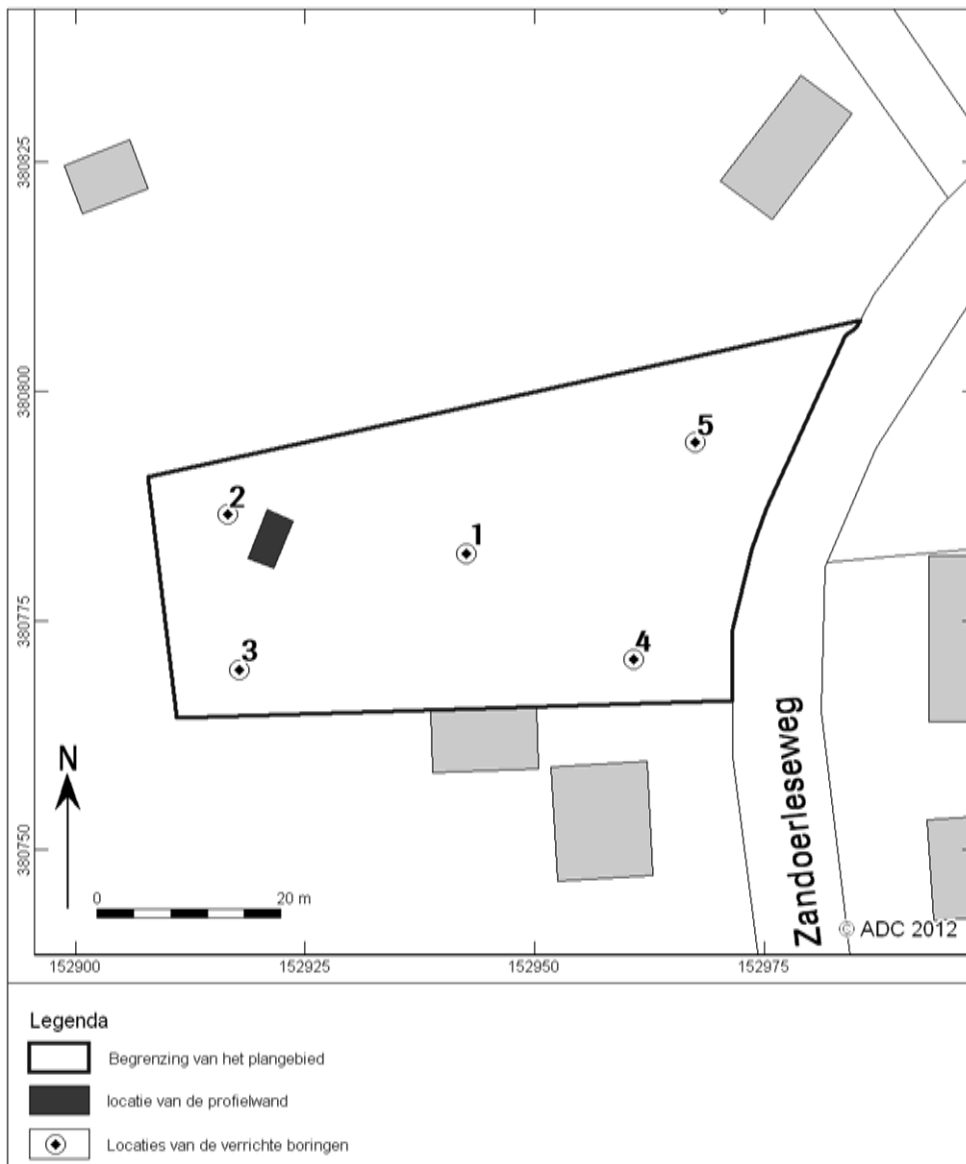 380825
380800
380775
380750
5
2
1
4
3
N
0 20 m
Zandoerleseweg
© ADC 2012
152900 152925 152950 152975
Legenda
Begrenzing van het plangebied
locatie van de profielwand
Locaties van de verrichte boringen